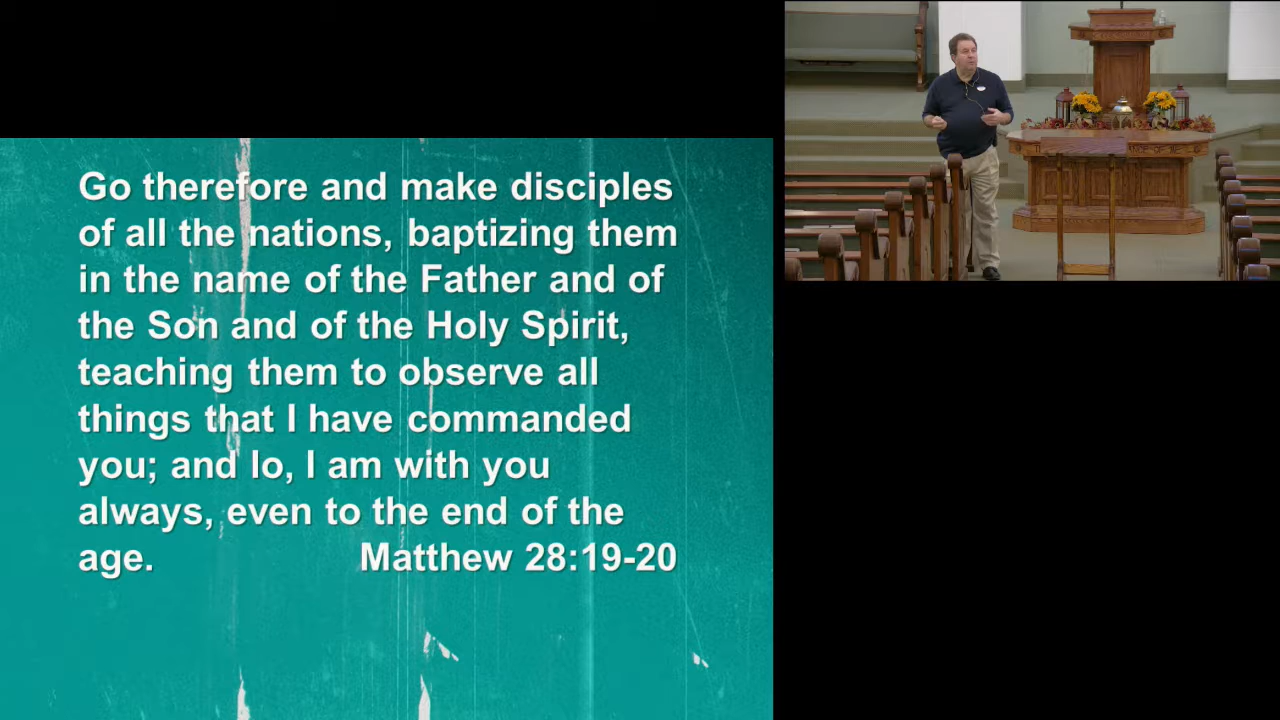 Go therefore and make disciples
of all the nations, baptizing them
in the name of the Father and of
the Son and of the Holy Spirit,
teaching them to observe all
things that I have commanded
you; and lo, I am with you
always, even to the end of the
age. Matthew 28:19-20